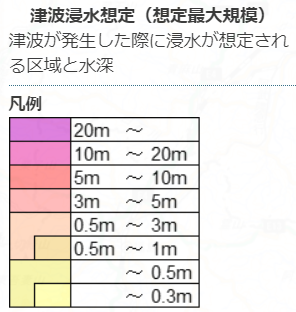 津波浸水想定（想定最大規模）
津波が発生した際に浸水が想定され
る区域と水深
凡例
20m ～
10m ～ 20m
5m ～ 10m
3m ～ 5m
0.5m ～ 3m
0.5m ～ 1m
～ 0.5m
～ 0.3m